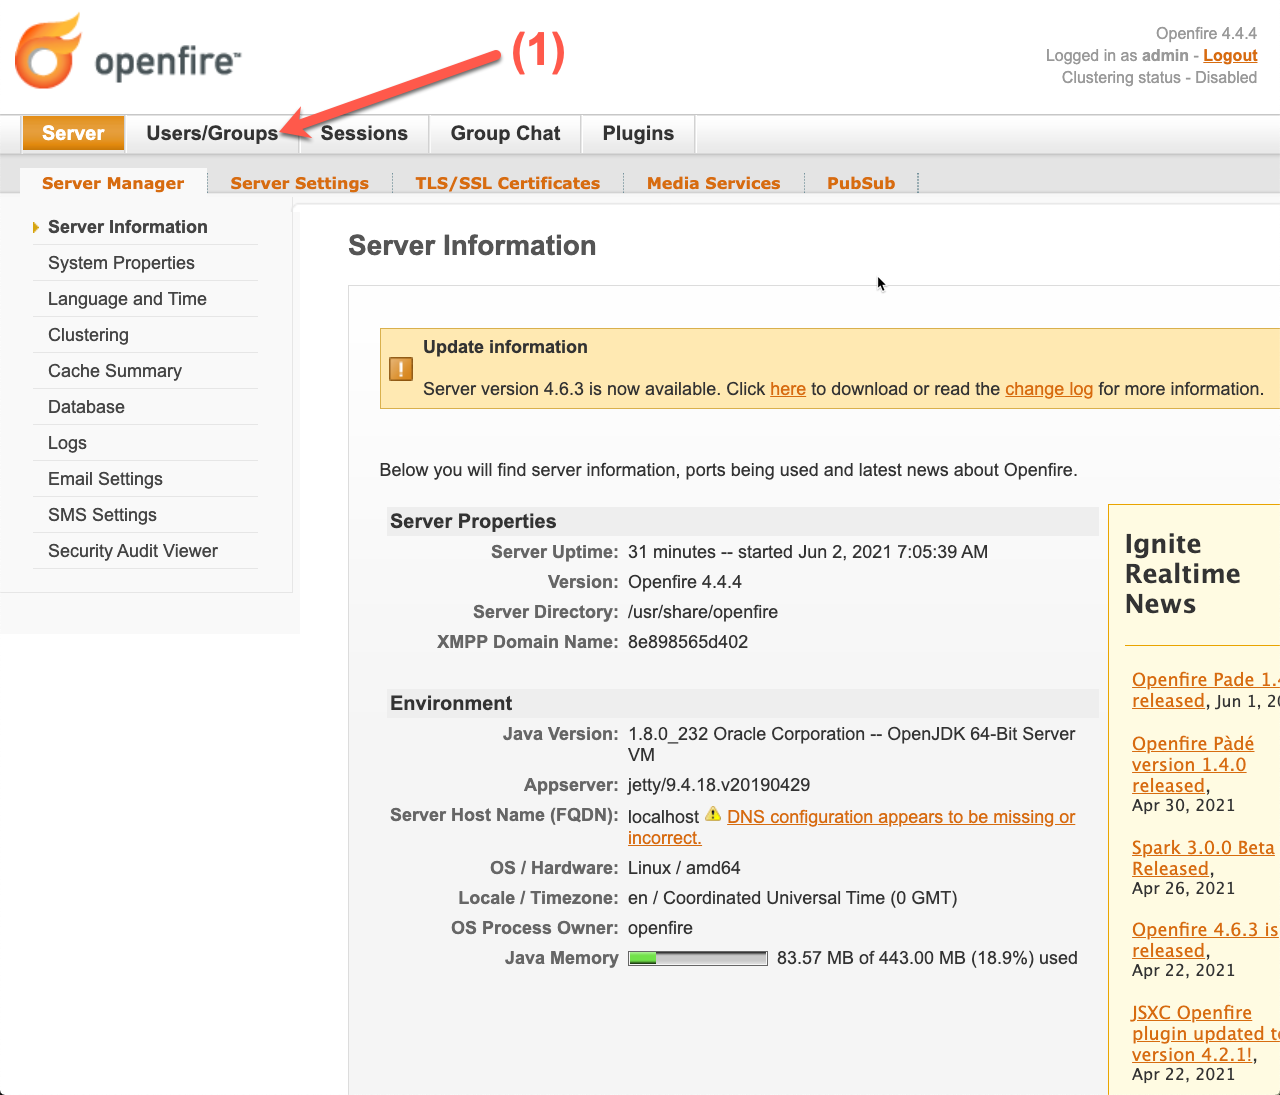 openfire™
(1)
Openfire 4.4.4
Logged in as admin - Logout
Clustering status - Disabled
Server
Users/Groups
Sessions
Group Chat
Plugins
Server Manager
Server Settings
TLS/SSL Certificates
Media Services
PubSub
Server Information
System Properties
Language and Time
Clustering
Cache Summary
Database
Logs
Email Settings
SMS Settings
Security Audit Viewer
Server Information
Update information
Server version 4.6.3 is now available. Click here to download or read the change log for more information.
Below you will find server information, ports being used and latest news about Openfire.
Server Properties
Server Uptime: 31 minutes -- started Jun 2, 2021 7:05:39 AM
Version: Openfire 4.4.4
Server Directory: /usr/share/openfire
XMPP Domain Name: 8e898565d402
Environment
Java Version: 1.8.0_232 Oracle Corporation -- OpenJDK 64-Bit Server
VM
Appserver: jetty/9.4.18.v20190429
Server Host Name (FQDN): localhost DNS configuration appears to be missing or
incorrect.
OS / Hardware: Linux / amd64
Locale / Timezone: en / Coordinated Universal Time (0 GMT)
OS Process Owner: openfire
Java Memory 83.57 MB of 443.00 MB (18.9%) used
Ignite
Realtime
News
Openfire Pade 1.
released, Jun 1,
Openfire Pàdé
version 1.4.0
released,
Apr 30, 2021
Spark 3.0.0 Beta
Released,
Apr 26, 2021
Openfire 4.6.3 is
released,
Apr 22, 2021
JSXC Openfire
plugin updated to
version 4.2.1!,
Apr 22, 2021